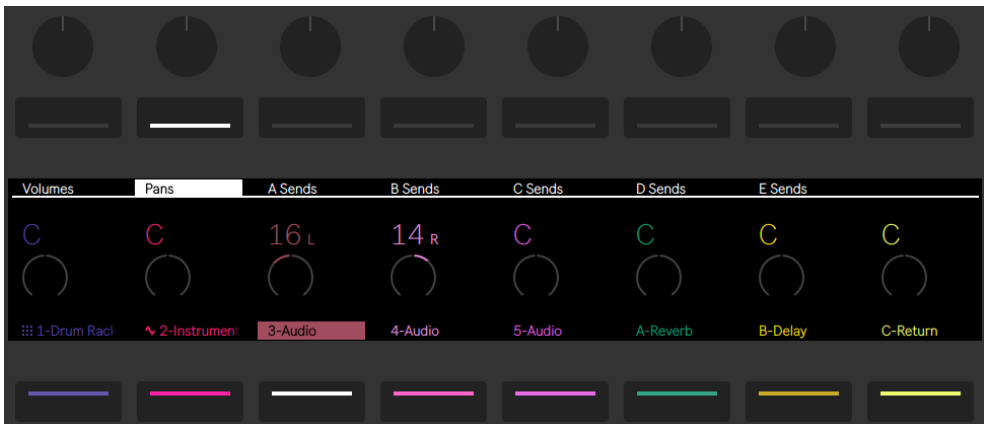 Volumes Pans A Sends B Sends C Sends D Sends E Sends
C C 16 L 14 R C C C C
1-Drum Rack 2-Instrument 3-Audio 4-Audio 5-Audio A-Reverb B-Delay C-Return